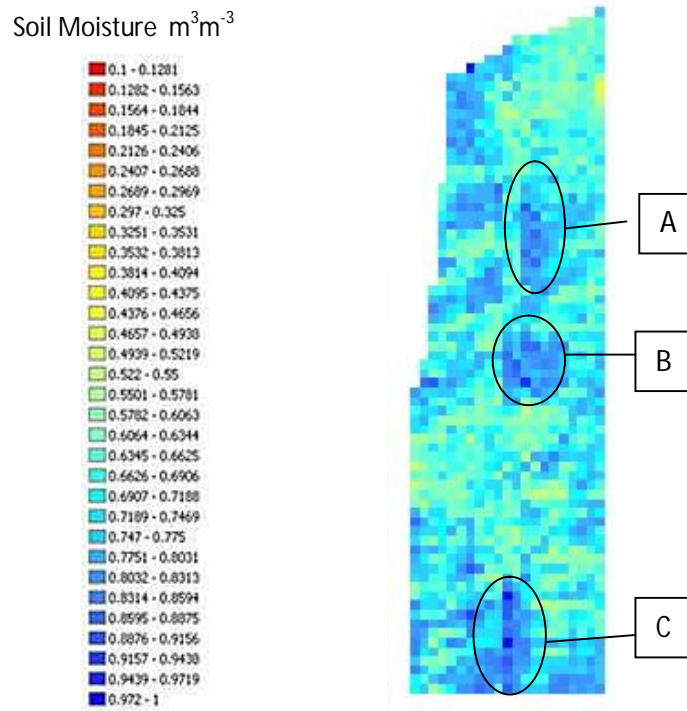 Soil Moisture m³m⁻³
0.1 - 0.1281
0.1282 - 0.1563
0.1564 - 0.1844
0.1845 - 0.2125
0.2126 - 0.2406
0.2407 - 0.2688
0.2689 - 0.2969
0.297 - 0.325
0.3251 - 0.3531
0.3532 - 0.3813
0.3814 - 0.4094
0.4095 - 0.4375
0.4376 - 0.4656
0.4657 - 0.4938
0.4939 - 0.5219
0.522 - 0.55
0.5501 - 0.5781
0.5782 - 0.6063
0.6064 - 0.6344
0.6345 - 0.6625
0.6626 - 0.6906
0.6907 - 0.7188
0.7189 - 0.7469
0.747 - 0.775
0.7751 - 0.8031
0.8032 - 0.8313
0.8314 - 0.8594
0.8595 - 0.8875
0.8876 - 0.9156
0.9157 - 0.9438
0.9439 - 0.9719
0.972 - 1
A
B
C